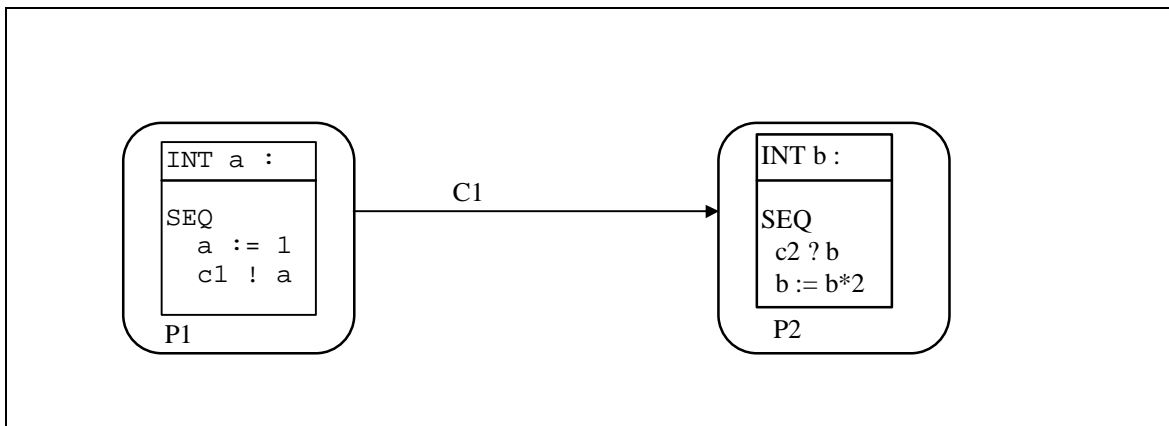 INT a :
SEQ
a := 1
c1 ! a
P1
C1
INT b :
SEQ
c2 ? b
b := b*2
P2